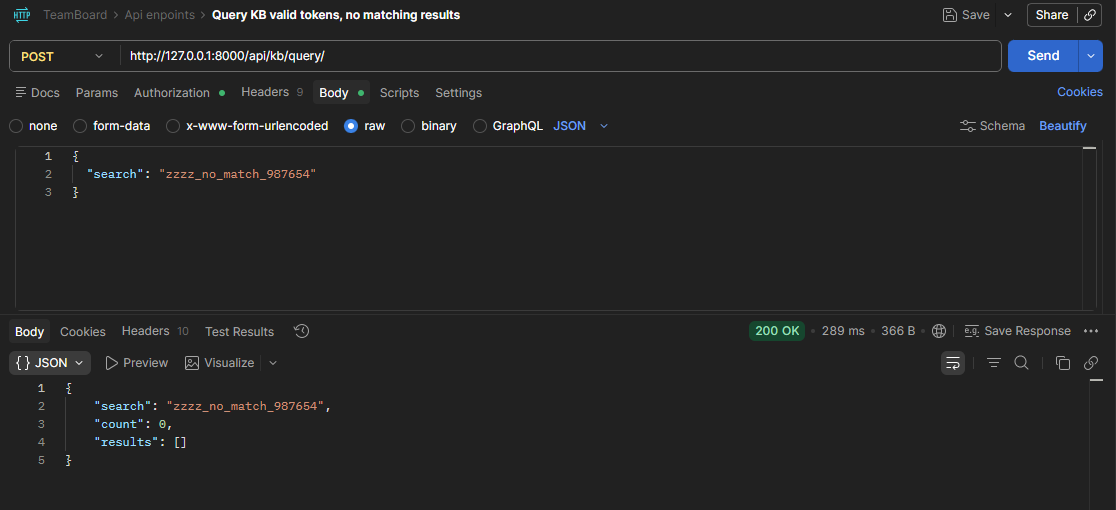 HTTP TeamBoard > Api enpoints > Query KB valid tokens, no matching results Save Share
POST http://127.0.0.1:8000/api/kb/query/ Send
Docs Params Authorization Headers 9 Body Scripts Settings Cookies
none form-data x-www-form-urlencoded raw binary GraphQL JSON Schema Beautify
1 {
2 "search": "zzzz_no_match_987654"
3 }
Body Cookies Headers 10 Test Results 200 OK • 289 ms • 366 B • e.g. Save Response
{} JSON Preview Visualize
1 {
2 "search": "zzzz_no_match_987654",
3 "count": 0,
4 "results": []
5 }